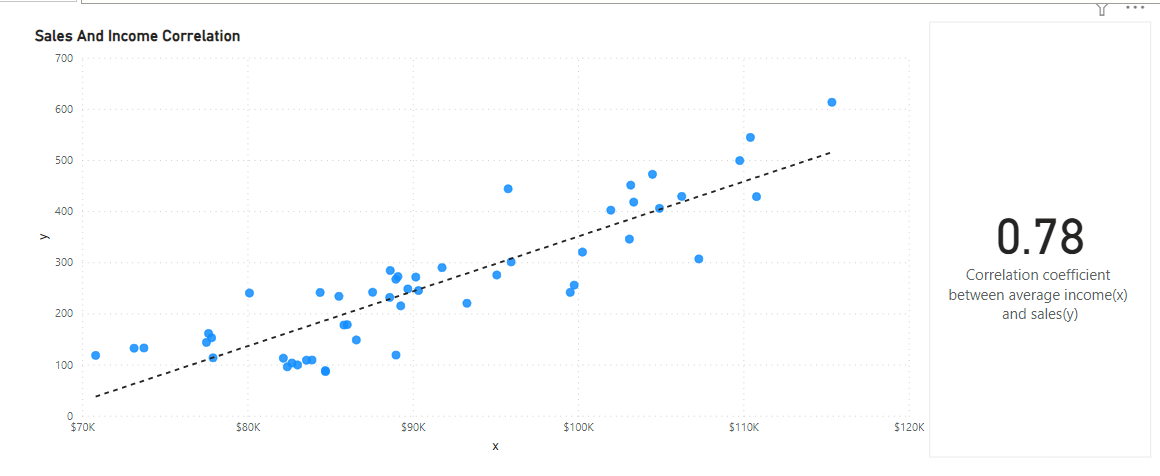 Sales And Income Correlation
700
600
500
400
300
200
100
0
y
$70K
$80K
$90K
$100K
$110K
$120K
x
0.78
Correlation coefficient
between average income(x)
and sales(y)